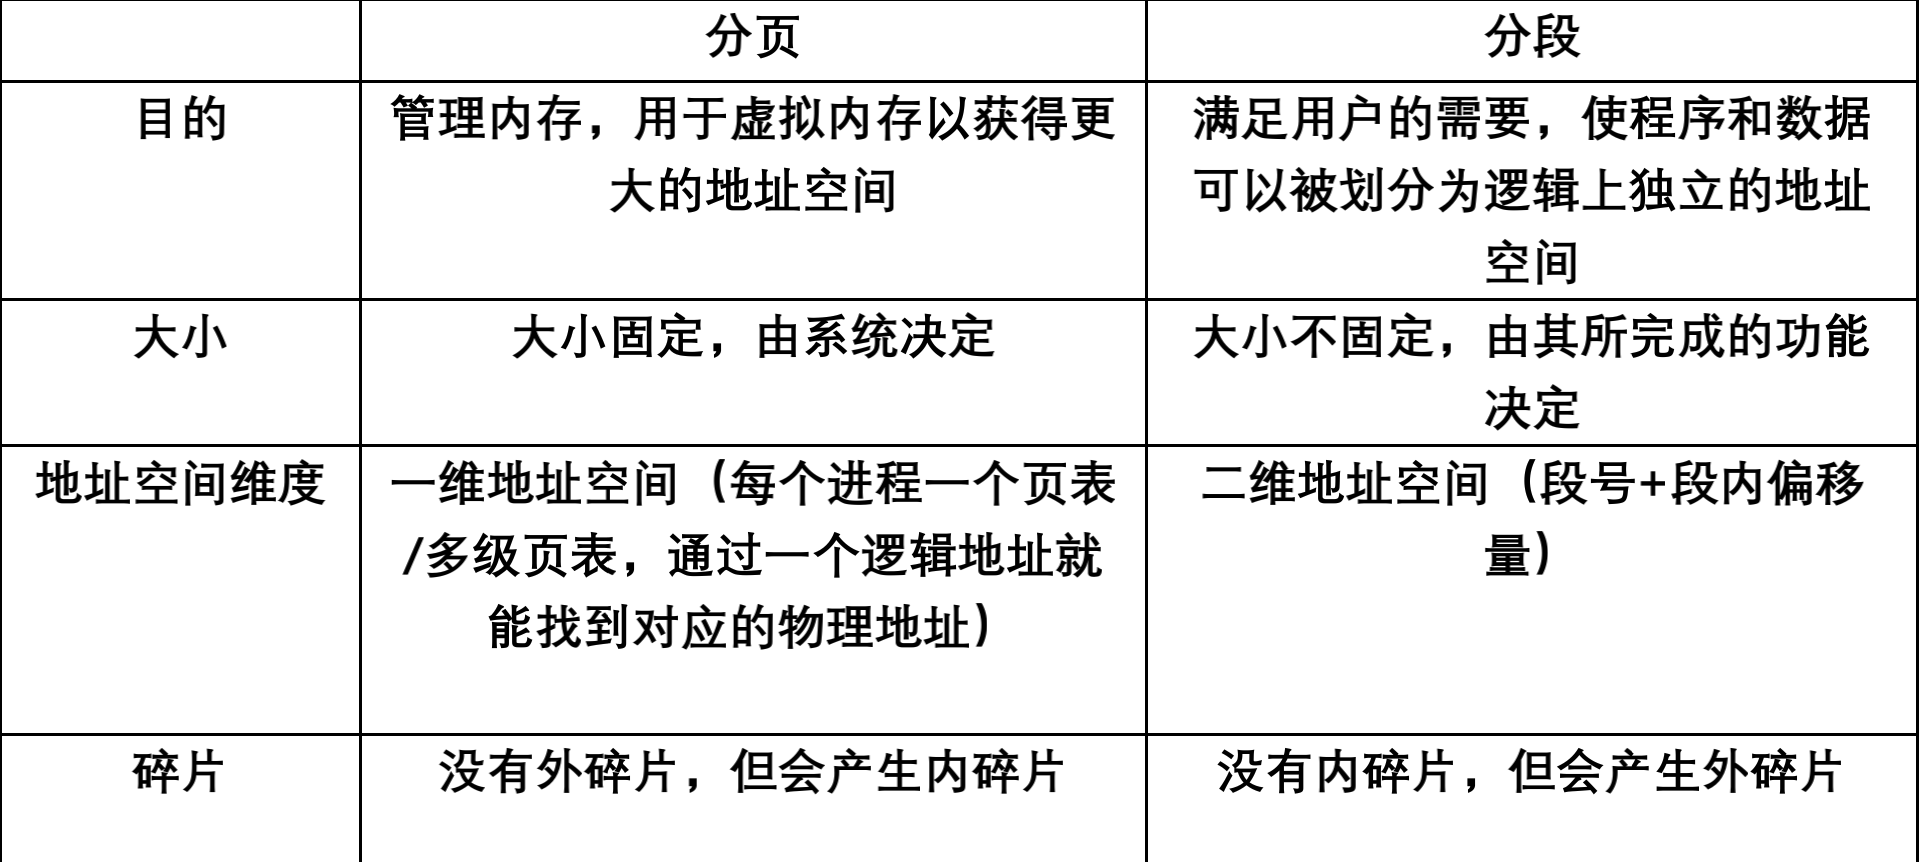 分页
分段
目的
管理内存，用于虚拟内存以获得更
大的地址空间
满足用户的需要，使程序和数据
可以被划分为逻辑上独立的地址
空间
大小
大小固定，由系统决定
大小不固定，由其所完成的功能
决定
地址空间维度
一维地址空间（每个进程一个页表
/多级页表，通过一个逻辑地址就
能找到对应的物理地址）
二维地址空间（段号+段内偏移
量）
碎片
没有外碎片，但会产生内碎片
没有内碎片，但会产生外碎片